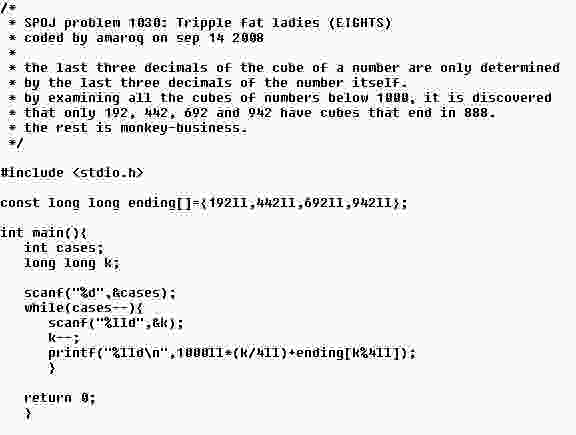 /*
 * SPOJ problem 1030: Tripple fat ladies (EIGHTS)
 * coded by amaroq on sep 14 2008
 *
 * the last three decimals of the cube of a number are only determined
 * by the last three decimals of the number itself.
 * by examining all the cubes of numbers below 1000, it is discovered
 * that only 192, 442, 692 and 942 have cubes that end in 888.
 * the rest is monkey-business.
 */
#include <stdio.h>
const long long ending[]={192ll,442ll,692ll,942ll};
int main(){
   int cases;
   long long k;
   scanf("%d",&cases);
   while(cases--){
      scanf("%lld",&k);
      k--;
      printf("%lld\n",1000ll*(k/4ll)+ending[k%4ll]);
      }
   return 0;
   }